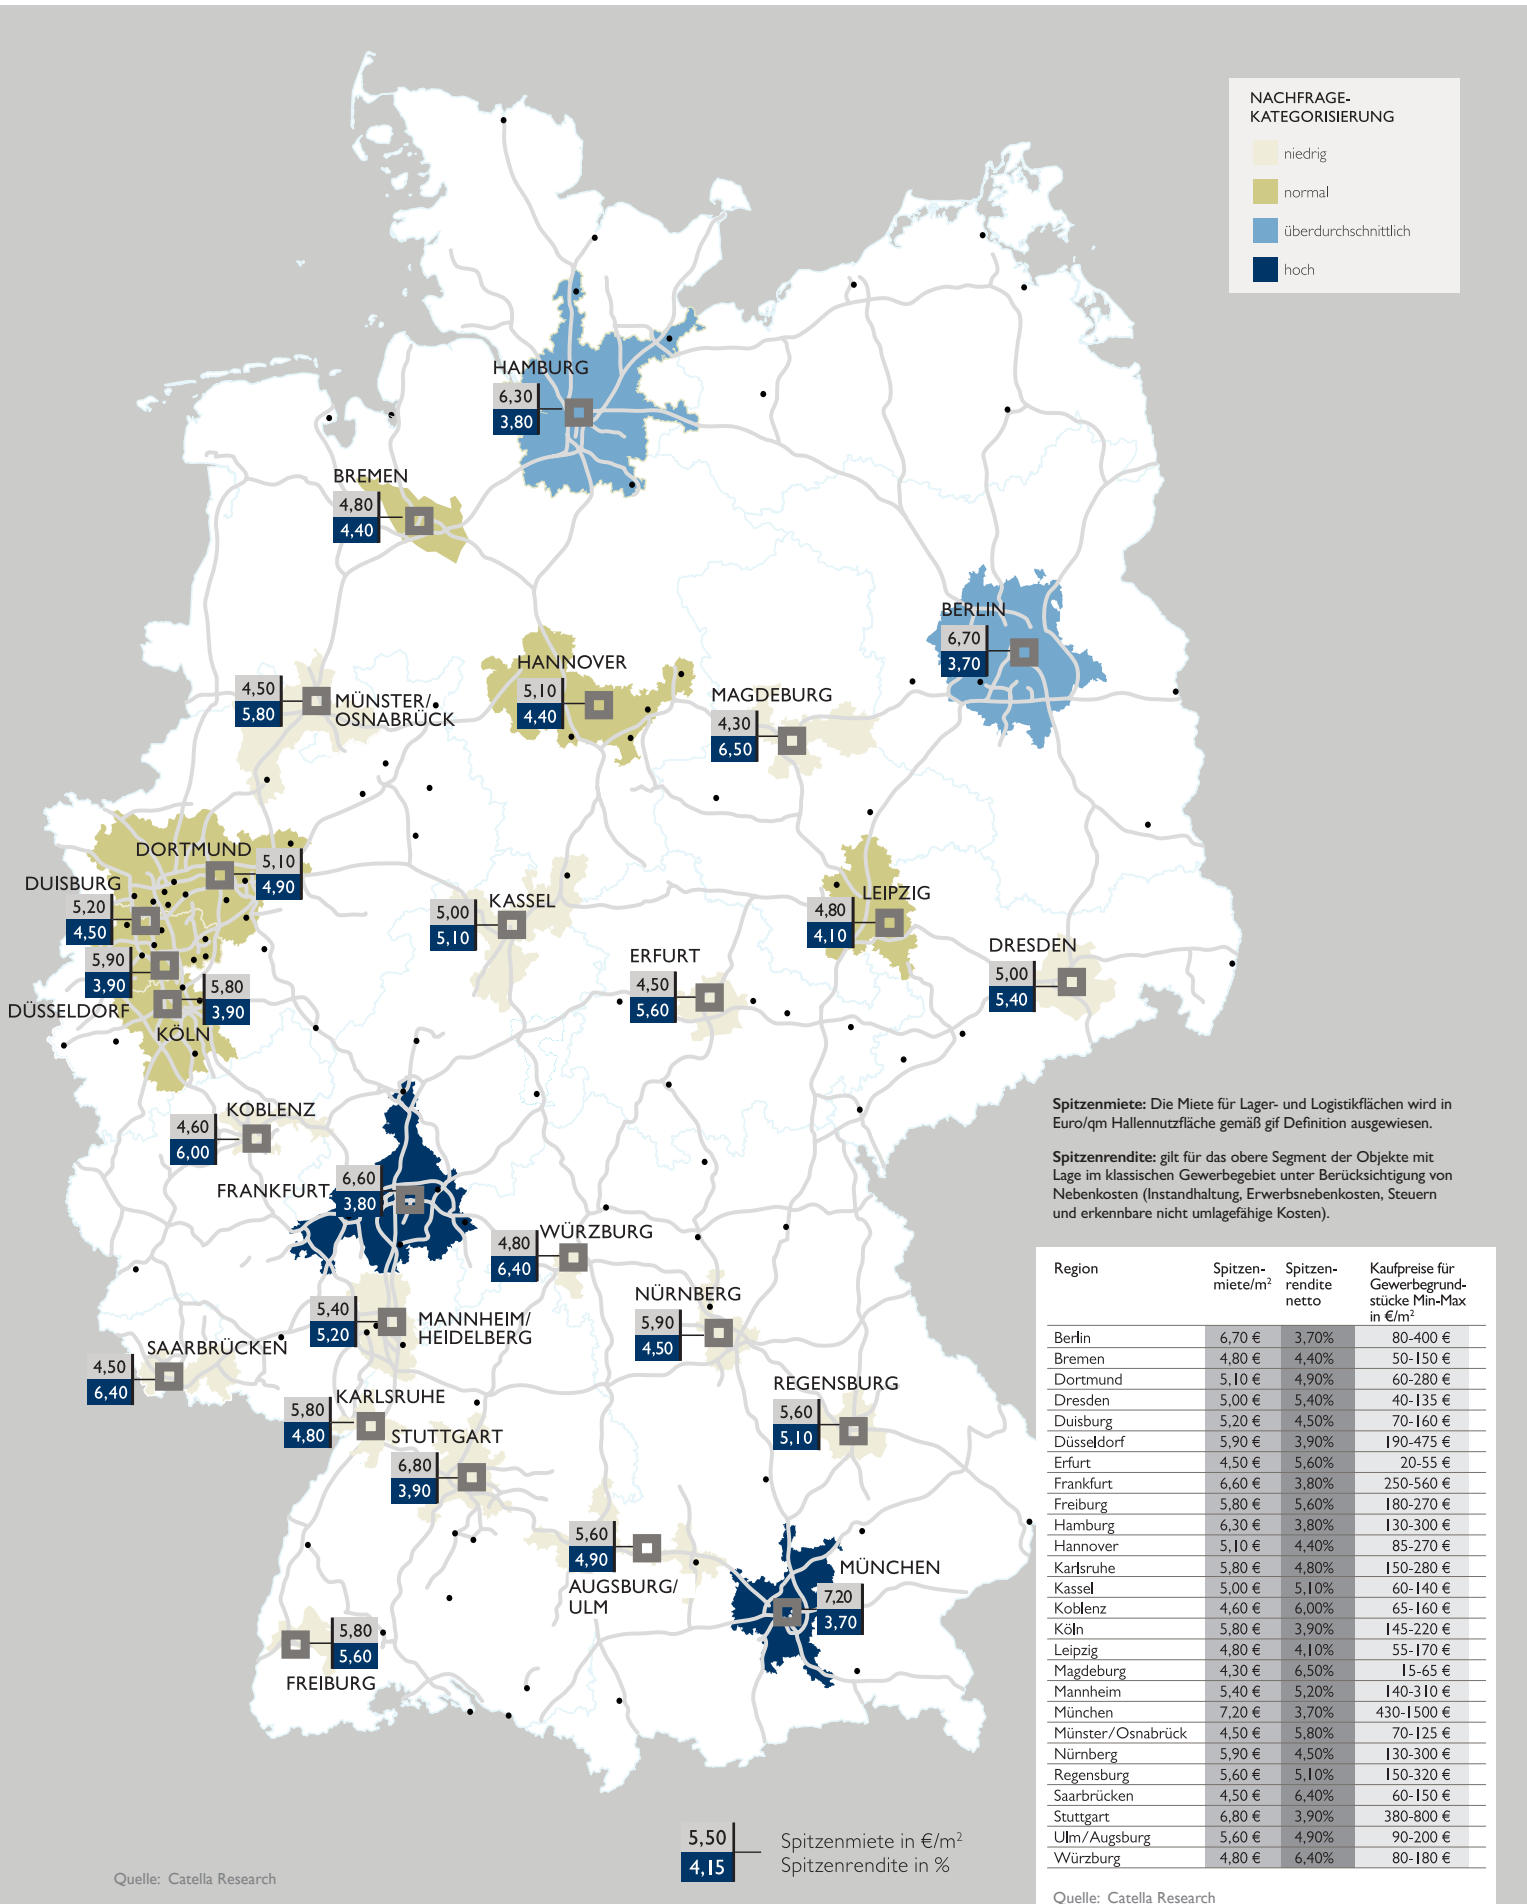 NACHFRAGE-
KATEGORISIERUNG
niedrig
normal
überdurchschnittlich
hoch
HAMBURG
6,30
3,80
BREMEN
4,80
4,40
BERLIN
6,70
3,70
HANNOVER
5,10
4,40
MÜNSTER/
OSNABRÜCK
4,50
5,80
MAGDEBURG
4,30
6,50
DORTMUND
5,10
4,90
DUISBURG
5,20
4,50
5,90
3,90
DÜSSELDORF
5,80
3,90
KÖLN
KASSEL
5,00
5,10
LEIPZIG
4,80
4,10
ERFURT
4,50
5,60
DRESDEN
5,00
5,40
KOBLENZ
4,60
6,00
FRANKFURT
6,60
3,80
WÜRZBURG
4,80
6,40
NÜRNBERG
5,90
4,50
5,40
5,20
MANNHEIM/
HEIDELBERG
SAARBRÜCKEN
4,50
6,40
KARLSRUHE
5,80
4,80
STUTTGART
6,80
3,90
REGENSBURG
5,60
5,10
5,60
4,90
AUGSBURG/
ULM
MÜNCHEN
7,20
3,70
5,80
5,60
FREIBURG
Spitzenmiete: Die Miete für Lager- und Logistikflächen wird in
Euro/qm Hallennutzfläche gemäß gif Definition ausgewiesen.
Spitzenrendite: gilt für das obere Segment der Objekte mit
Lage im klassischen Gewerbegebiet unter Berücksichtigung von
Nebenkosten (Instandhaltung, Erwerbsnebenkosten, Steuern
und erkennbare nicht umlagefähige Kosten).
Region Spitzen-miete/m² Spitzen-rendite netto Kaufpreise für Gewerbegrund-stücke Min-Max in €/m²
Berlin 6,70 € 3,70% 80-400 €
Bremen 4,80 € 4,40% 50-150 €
Dortmund 5,10 € 4,90% 60-280 €
Dresden 5,00 € 5,40% 40-135 €
Duisburg 5,20 € 4,50% 70-160 €
Düsseldorf 5,90 € 3,90% 190-475 €
Erfurt 4,50 € 5,60% 20-55 €
Frankfurt 6,60 € 3,80% 250-560 €
Freiburg 5,80 € 5,60% 180-270 €
Hamburg 6,30 € 3,80% 130-300 €
Hannover 5,10 € 4,40% 85-270 €
Karlsruhe 5,80 € 4,80% 150-280 €
Kassel 5,00 € 5,10% 60-140 €
Koblenz 4,60 € 6,00% 65-160 €
Köln 5,80 € 3,90% 145-220 €
Leipzig 4,80 € 4,10% 55-170 €
Magdeburg 4,30 € 6,50% 15-65 €
Mannheim 5,40 € 5,20% 140-310 €
München 7,20 € 3,70% 430-1500 €
Münster/Osnabrück 4,50 € 5,80% 70-125 €
Nürnberg 5,90 € 4,50% 130-300 €
Regensburg 5,60 € 5,10% 150-320 €
Saarbrücken 4,50 € 6,40% 60-150 €
Stuttgart 6,80 € 3,90% 380-800 €
Ulm/Augsburg 5,60 € 4,90% 90-200 €
Würzburg 4,80 € 6,40% 80-180 €
Quelle: Catella Research
5,50 Spitzenmiete in €/m²
4,15 Spitzenrendite in %
Quelle: Catella Research